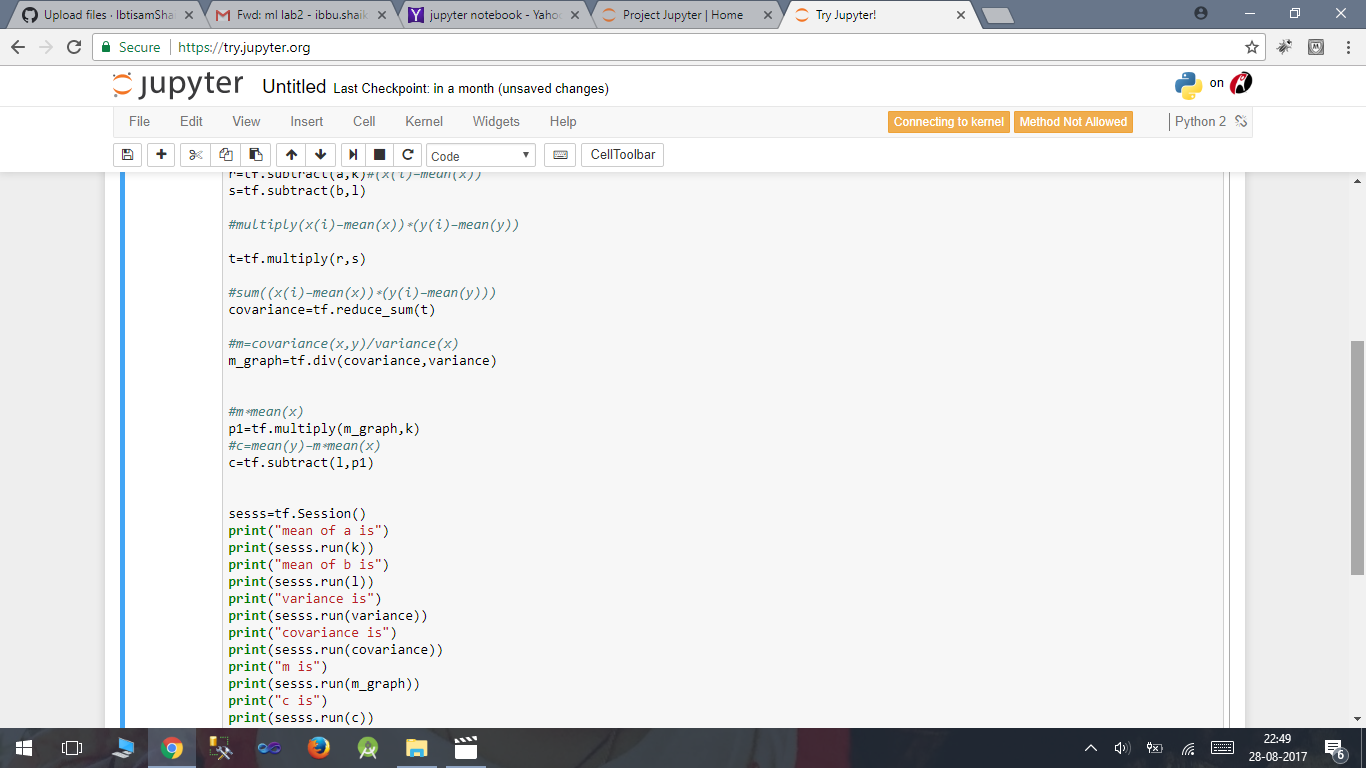 Upload files · IbtisamSha
Fwd: ml lab2 - ibbu.shaik
jupyter notebook - Yahoo
Project Jupyter | Home
Try Jupyter!
Secure https://try.jupyter.org
jupyter Untitled Last Checkpoint: in a month (unsaved changes) on
File Edit View Insert Cell Kernel Widgets Help Connecting to kernel Method Not Allowed Python 2
Code CellToolbar
r=tf.subtract(a,k)#(x(i)-mean(x))
s=tf.subtract(b,l)
#multiply(x(i)-mean(x))*(y(i)-mean(y))
t=tf.multiply(r,s)
#sum((x(i)-mean(x))*(y(i)-mean(y)))
covariance=tf.reduce_sum(t)
#m=covariance(x,y)/variance(x)
m_graph=tf.div(covariance,variance)
#m*mean(x)
p1=tf.multiply(m_graph,k)
#c=mean(y)-m*mean(x)
c=tf.subtract(l,p1)
sesss=tf.Session()
print("mean of a is")
print(sesss.run(k))
print("mean of b is")
print(sesss.run(l))
print("variance is")
print(sesss.run(variance))
print("covariance is")
print(sesss.run(covariance))
print("m is")
print(sesss.run(m_graph))
print("c is")
print(sesss.run(c))
22:49
28-08-2017
6